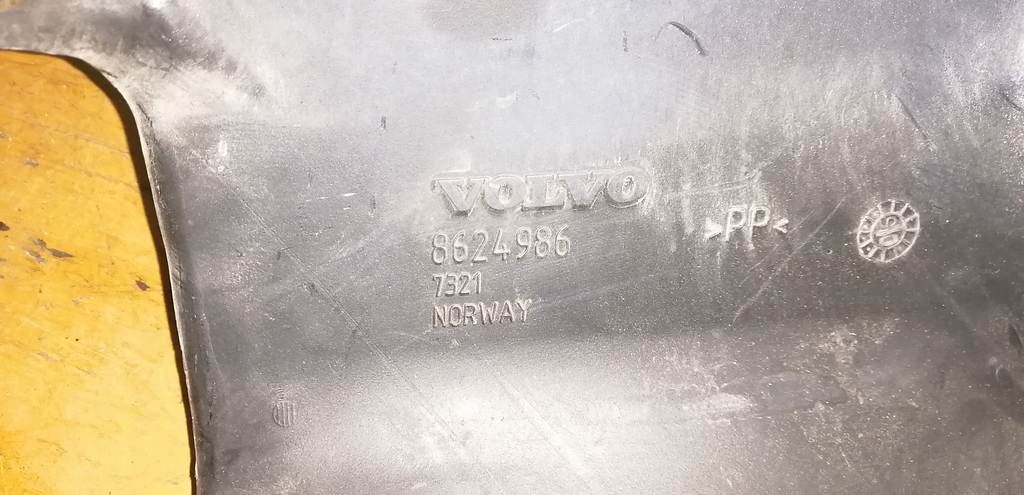 VOLVO
8624986
7321
NORWAY
>PP<